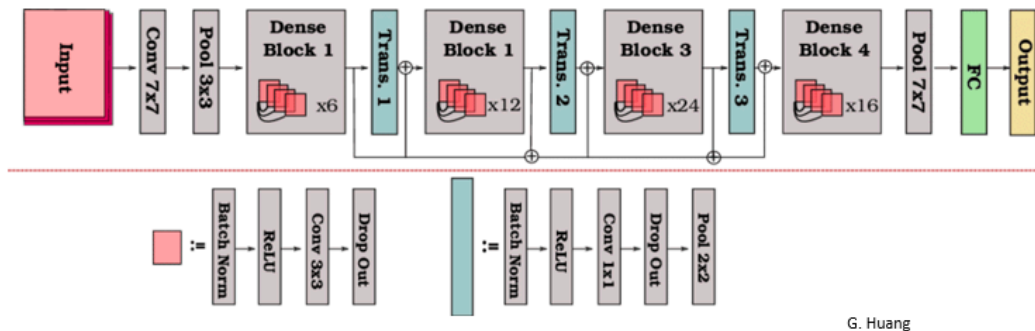 Input
Conv 7x7
Pool 3x3
Dense
Block 1
x6
Trans. 1
Dense
Block 1
x12
Trans. 2
Dense
Block 3
x24
Trans. 3
Dense
Block 4
x16
Pool 7x7
FC
Output
::=
Batch Norm
ReLU
Conv 3x3
Drop Out
::=
Batch Norm
ReLU
Conv 1x1
Drop Out
Pool 2x2
G. Huang